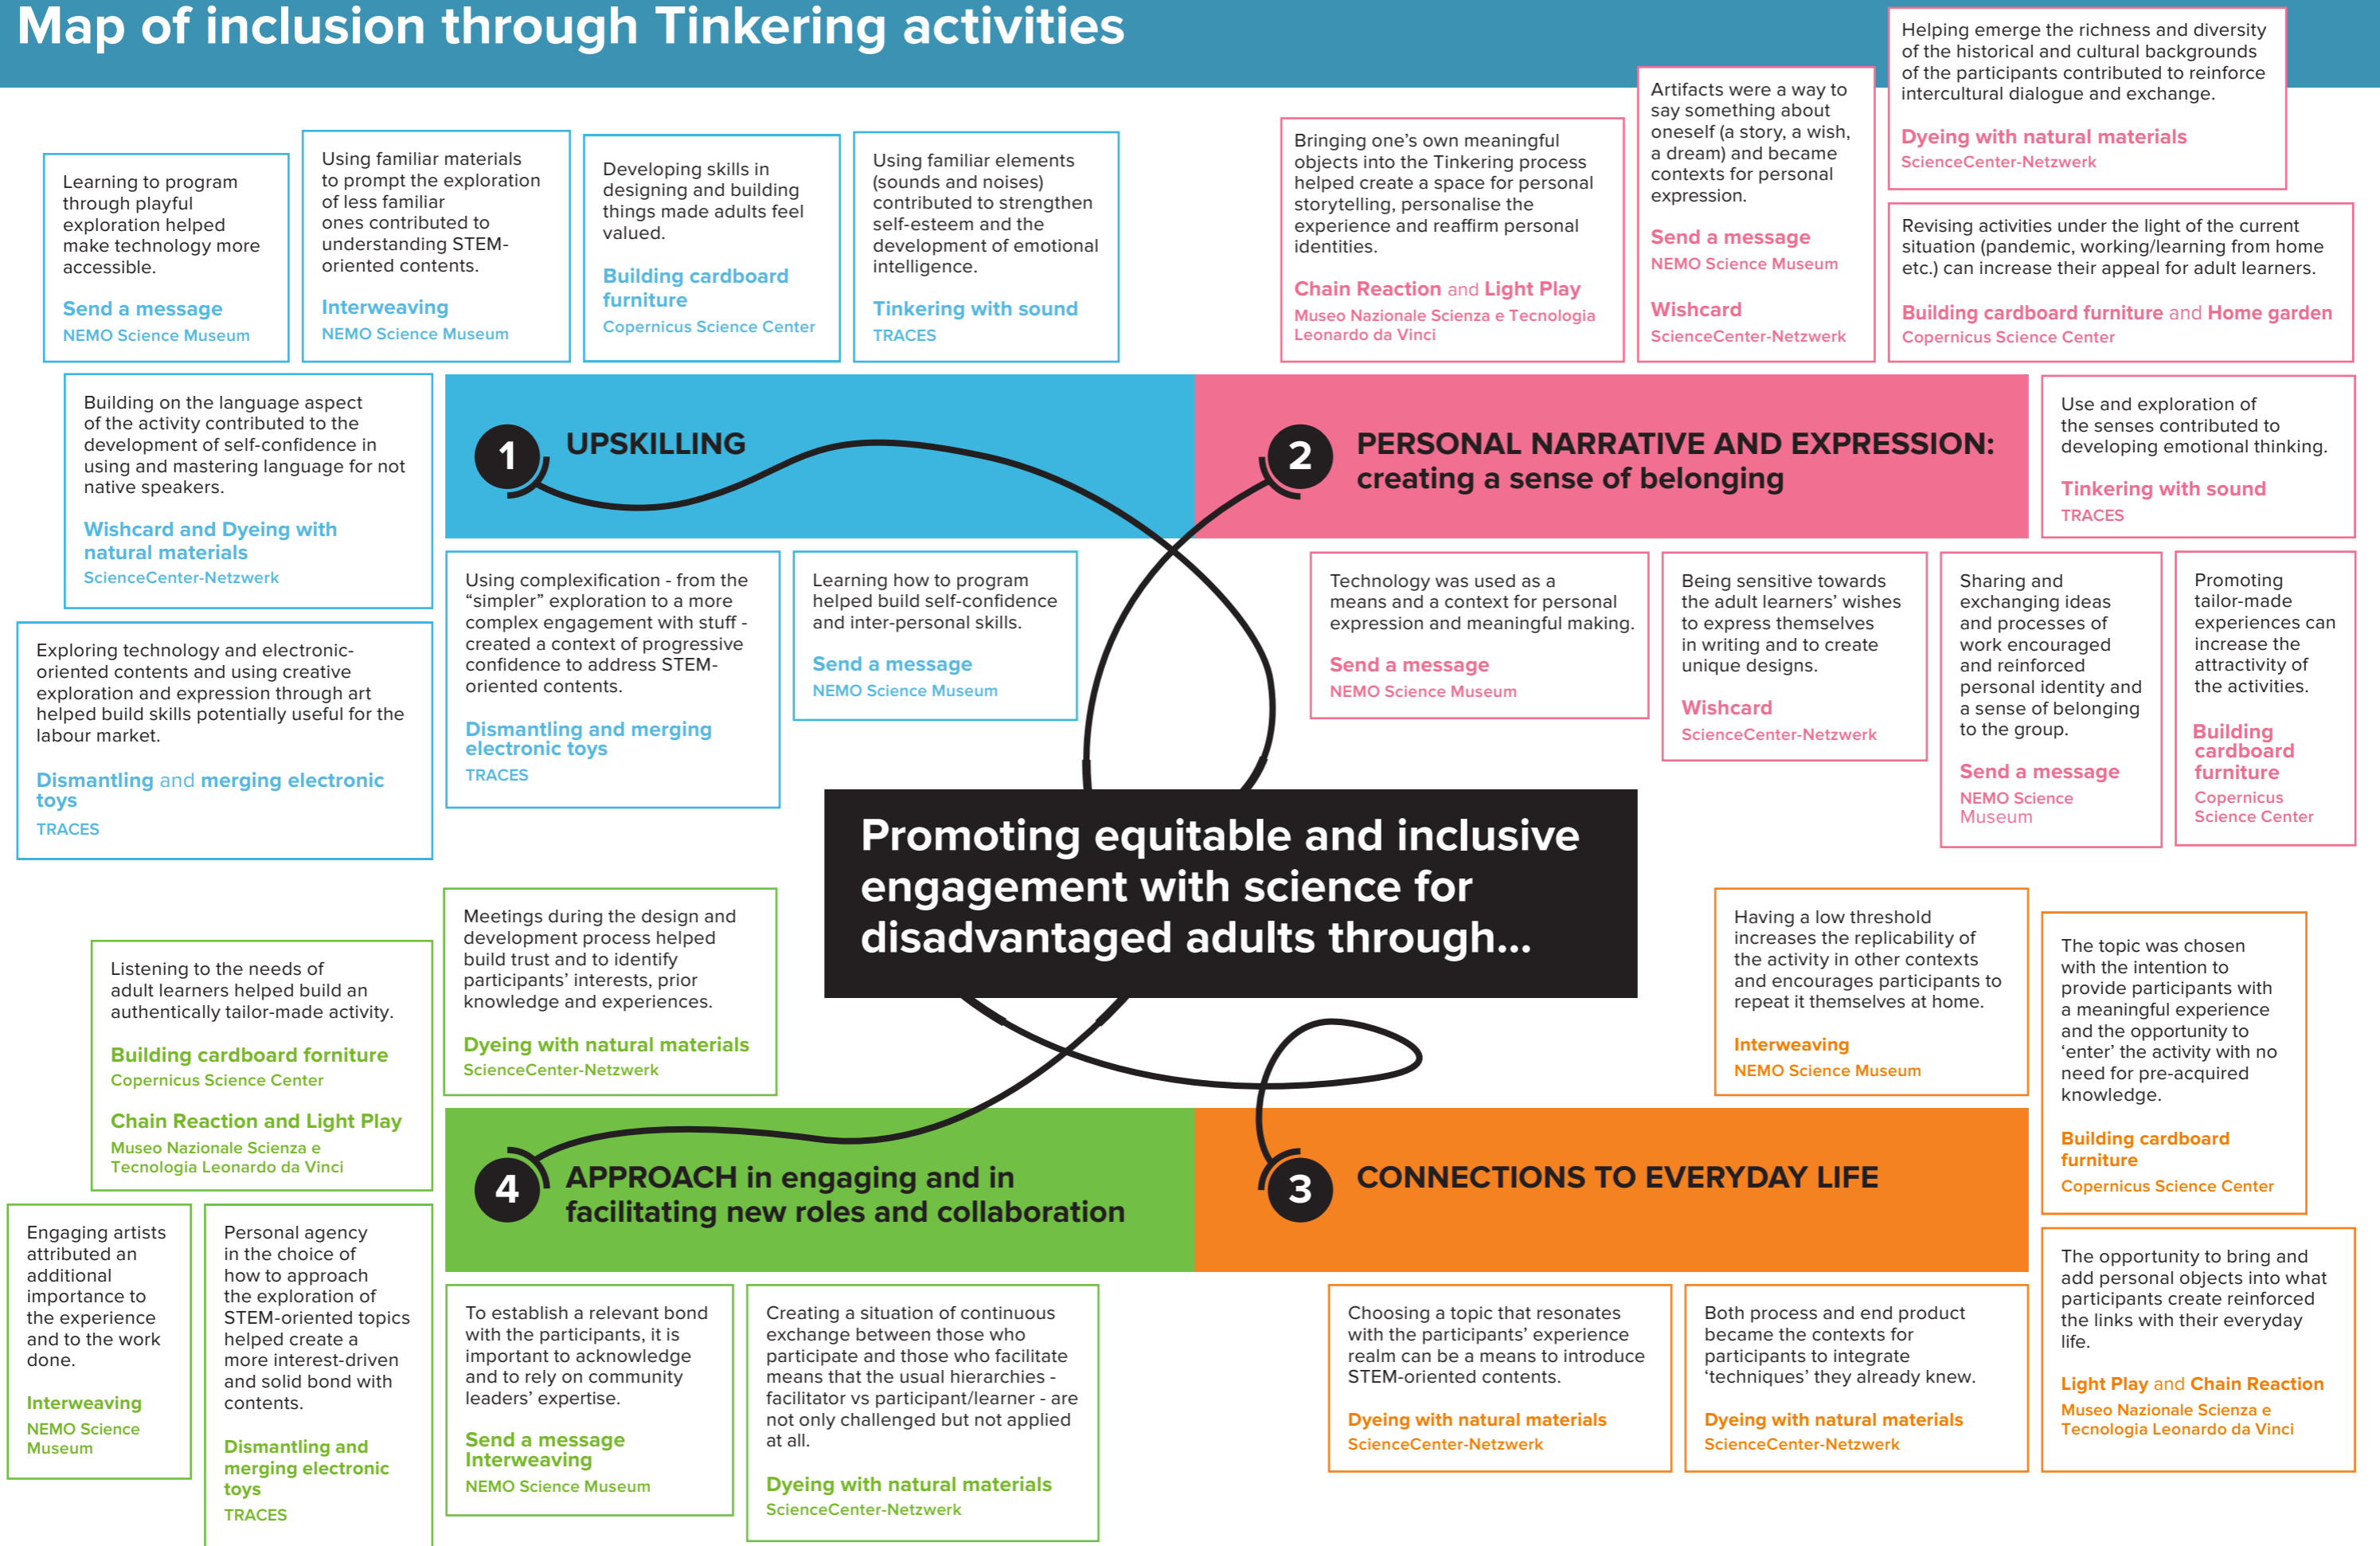 Map of inclusion through Tinkering activities
Learning to program
through playful
exploration helped
make technology more
accessible.
Send a message
NEMO Science Museum
Using familiar materials
to prompt the exploration
of less familiar
ones contributed to
understanding STEM-
oriented contents.
Interweaving
NEMO Science Museum
Developing skills in
designing and building
things made adults feel
valued.
Building cardboard
furniture
Copernicus Science Center
Using familiar elements
(sounds and noises)
contributed to strengthen
self-esteem and the
development of emotional
intelligence.
Tinkering with sound
TRACES
Building on the language aspect
of the activity contributed to the
development of self-confidence in
using and mastering language for not
native speakers.
Wishcard and Dyeing with
natural materials
ScienceCenter-Netzwerk
Exploring technology and electronic-
oriented contents and using creative
exploration and expression through art
helped build skills potentially useful for the
labour market.
Dismantling and merging electronic
toys
TRACES
1
UPSKILLING
Using complexification - from the
“simpler” exploration to a more
complex engagement with stuff -
created a context of progressive
confidence to address STEM-
oriented contents.
Dismantling and merging
electronic toys
TRACES
Learning how to program
helped build self-confidence
and inter-personal skills.
Send a message
NEMO Science Museum
Bringing one’s own meaningful
objects into the Tinkering process
helped create a space for personal
storytelling, personalise the
experience and reaffirm personal
identities.
Chain Reaction and Light Play
Museo Nazionale Scienza e Tecnologia
Leonardo da Vinci
Artifacts were a way to
say something about
oneself (a story, a wish,
a dream) and became
contexts for personal
expression.
Send a message
NEMO Science Museum
Wishcard
ScienceCenter-Netzwerk
Helping emerge the richness and diversity
of the historical and cultural backgrounds
of the participants contributed to reinforce
intercultural dialogue and exchange.
Dyeing with natural materials
ScienceCenter-Netzwerk
Revising activities under the light of the current
situation (pandemic, working/learning from home
etc.) can increase their appeal for adult learners.
Building cardboard furniture and Home garden
Copernicus Science Center
2
PERSONAL NARRATIVE AND EXPRESSION:
creating a sense of belonging
Use and exploration of
the senses contributed to
developing emotional thinking.
Tinkering with sound
TRACES
Technology was used as a
means and a context for personal
expression and meaningful making.
Send a message
NEMO Science Museum
Being sensitive towards
the adult learners’ wishes
to express themselves
in writing and to create
unique designs.
Wishcard
ScienceCenter-Netzwerk
Sharing and
exchanging ideas
and processes of
work encouraged
and reinforced
personal identity and
a sense of belonging
to the group.
Send a message
NEMO Science
Museum
Promoting
tailor-made
experiences can
increase the
attractivity of
the activities.
Building
cardboard
furniture
Copernicus
Science Center
Promoting equitable and inclusive
engagement with science for
disadvantaged adults through...
Listening to the needs of
adult learners helped build an
authentically tailor-made activity.
Building cardboard forniture
Copernicus Science Center
Chain Reaction and Light Play
Museo Nazionale Scienza e
Tecnologia Leonardo da Vinci
Meetings during the design and
development process helped
build trust and to identify
participants’ interests, prior
knowledge and experiences.
Dyeing with natural materials
ScienceCenter-Netzwerk
4
APPROACH in engaging and in
facilitating new roles and collaboration
Engaging artists
attributed an
additional
importance to
the experience
and to the work
done.
Interweaving
NEMO Science
Museum
Personal agency
in the choice of
how to approach
the exploration of
STEM-oriented topics
helped create a
more interest-driven
and solid bond with
contents.
Dismantling and
merging electronic
toys
TRACES
To establish a relevant bond
with the participants, it is
important to acknowledge
and to rely on community
leaders’ expertise.
Send a message
Interweaving
NEMO Science Museum
Creating a situation of continuous
exchange between those who
participate and those who facilitate
means that the usual hierarchies -
facilitator vs participant/learner - are
not only challenged but not applied
at all.
Dyeing with natural materials
ScienceCenter-Netzwerk
Having a low threshold
increases the replicability of
the activity in other contexts
and encourages participants to
repeat it themselves at home.
Interweaving
NEMO Science Museum
The topic was chosen
with the intention to
provide participants with
a meaningful experience
and the opportunity to
‘enter’ the activity with no
need for pre-acquired
knowledge.
Building cardboard
furniture
Copernicus Science Center
3
CONNECTIONS TO EVERYDAY LIFE
Choosing a topic that resonates
with the participants’ experience
realm can be a means to introduce
STEM-oriented contents.
Dyeing with natural materials
ScienceCenter-Netzwerk
Both process and end product
became the contexts for
participants to integrate
‘techniques’ they already knew.
Dyeing with natural materials
ScienceCenter-Netzwerk
The opportunity to bring and
add personal objects into what
participants create reinforced
the links with their everyday
life.
Light Play and Chain Reaction
Museo Nazionale Scienza e
Tecnologia Leonardo da Vinci